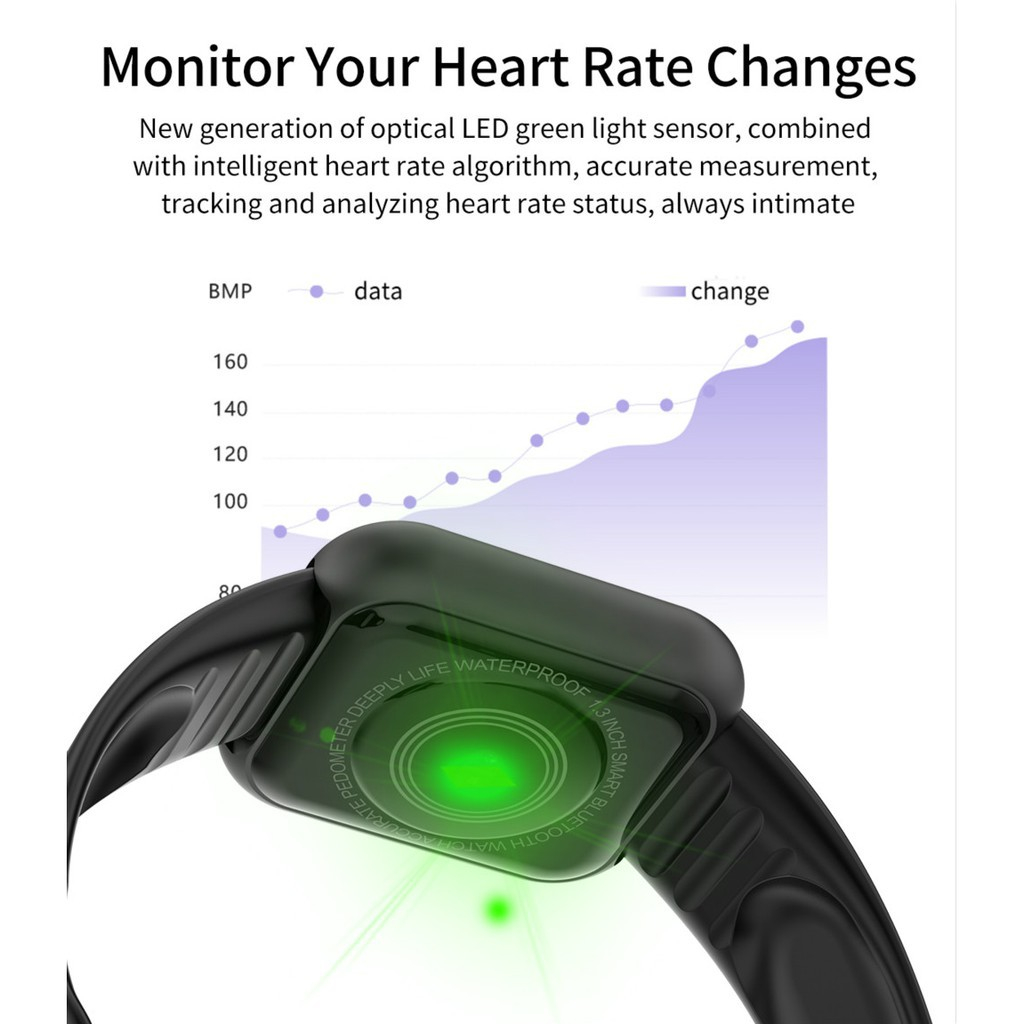 Monitor Your Heart Rate Changes
New generation of optical LED green light sensor, combined
with intelligent heart rate algorithm, accurate measurement,
tracking and analyzing heart rate status, always intimate
BMP
data
change
160
140
120
100
80
ACCURATE PEDOMETER DEEPLY LIFE WATERPROOF 1,3 INCH SMART BLUETOOTH WATCH